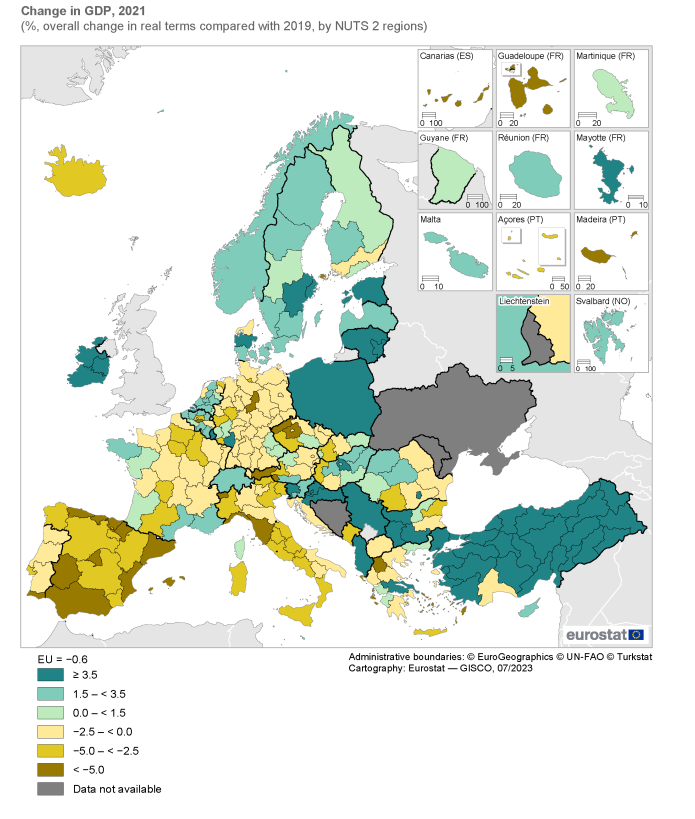 Change in GDP, 2021
(%, overall change in real terms compared with 2019, by NUTS 2 regions)
Canarias (ES)
0 100
Guadeloupe (FR)
0 20
Martinique (FR)
0 20
Guyane (FR)
0 100
Réunion (FR)
0 20
Mayotte (FR)
0 10
Malta
0 10
Açores (PT)
0 50
Madeira (PT)
0 20
Liechtenstein
0 5
Svalbard (NO)
0 100
eurostat
Administrative boundaries: © EuroGeographics © UN-FAO © Turkstat
Cartography: Eurostat — GISCO, 07/2023
EU = −0.6
≥ 3.5
1.5 – < 3.5
0.0 – < 1.5
−2.5 – < 0.0
−5.0 – < −2.5
< −5.0
Data not available